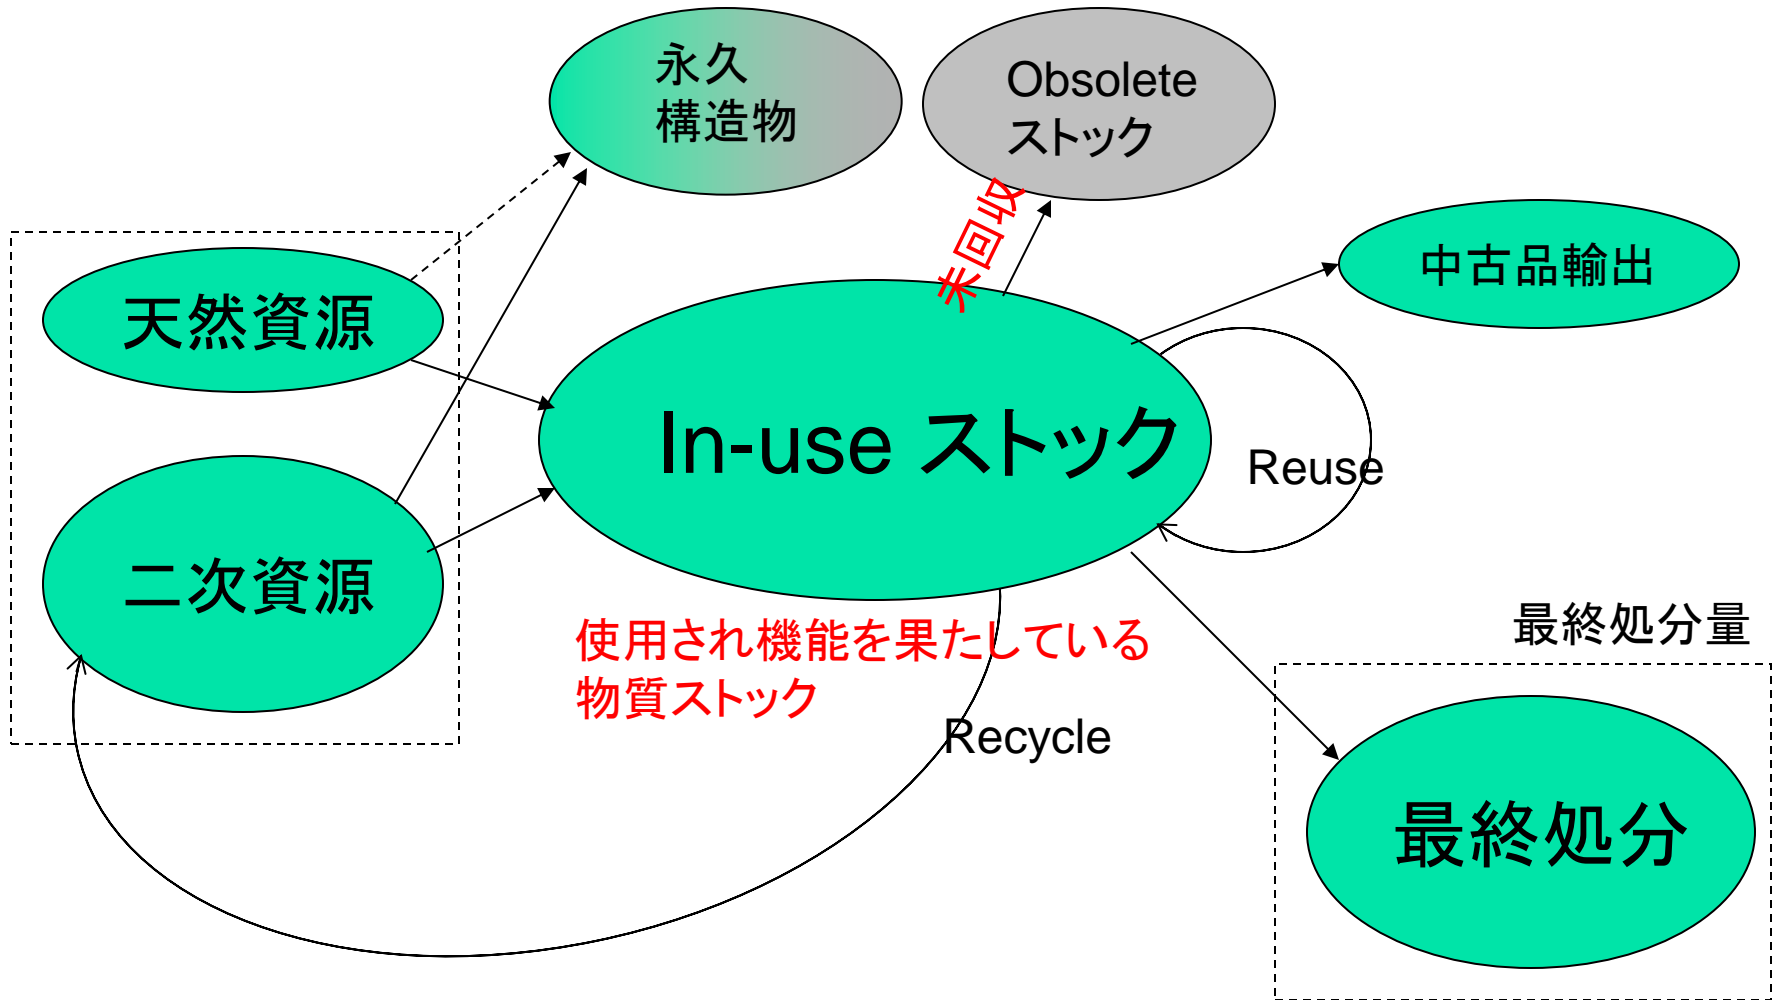 永久
構造物
Obsolete
ストック
未回収
中古品輸出
天然資源
In-use ストック
Reuse
二次資源
使用され機能を果たしている
物質ストック
最終処分量
Recycle
最終処分